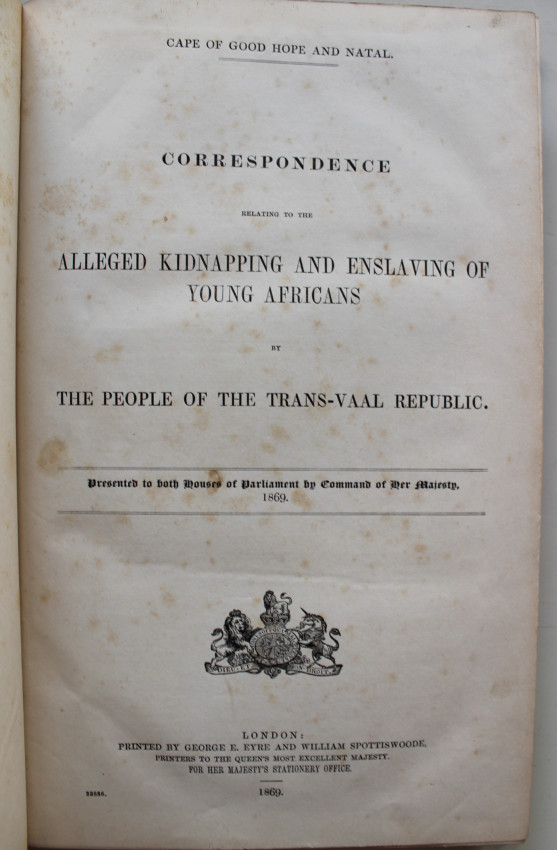 CAPE OF GOOD HOPE AND NATAL.
CORRESPONDENCE
RELATING TO THE
ALLEGED KIDNAPPING AND ENSLAVING OF
YOUNG AFRICANS
BY
THE PEOPLE OF THE TRANS-VAAL REPUBLIC.
Presented to both Houses of Parliament by Command of Her Majesty,
1869.
LONDON:
PRINTED BY GEORGE E. EYRE AND WILLIAM SPOTTISWOODE,
PRINTERS TO THE QUEEN'S MOST EXCELLENT MAJESTY.
FOR HER MAJESTY'S STATIONERY OFFICE.
1869.